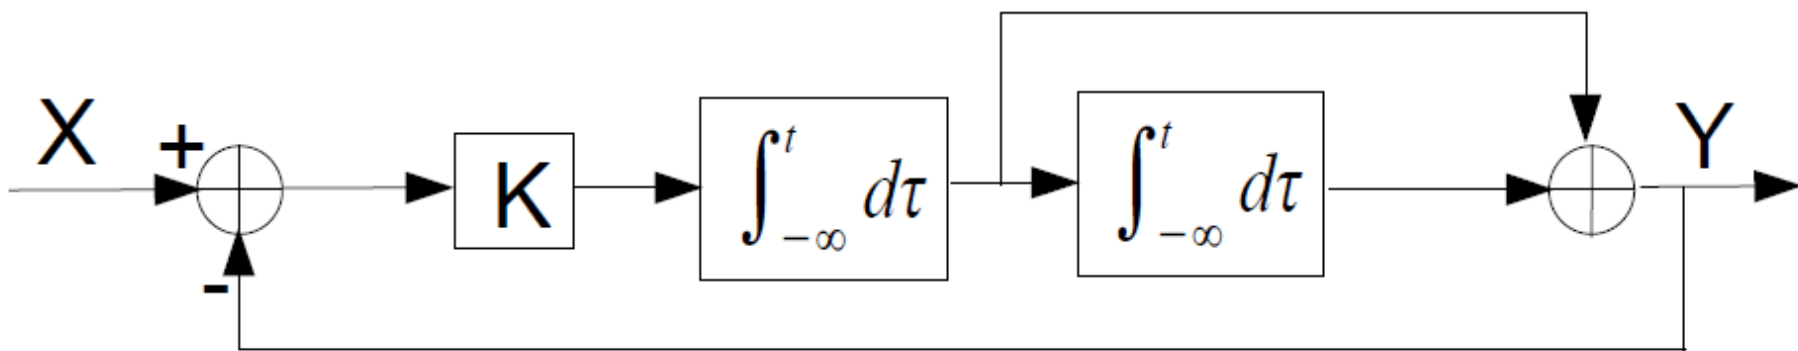 X + K ∫_{-∞}^{t} dτ ∫_{-∞}^{t} dτ Y
-